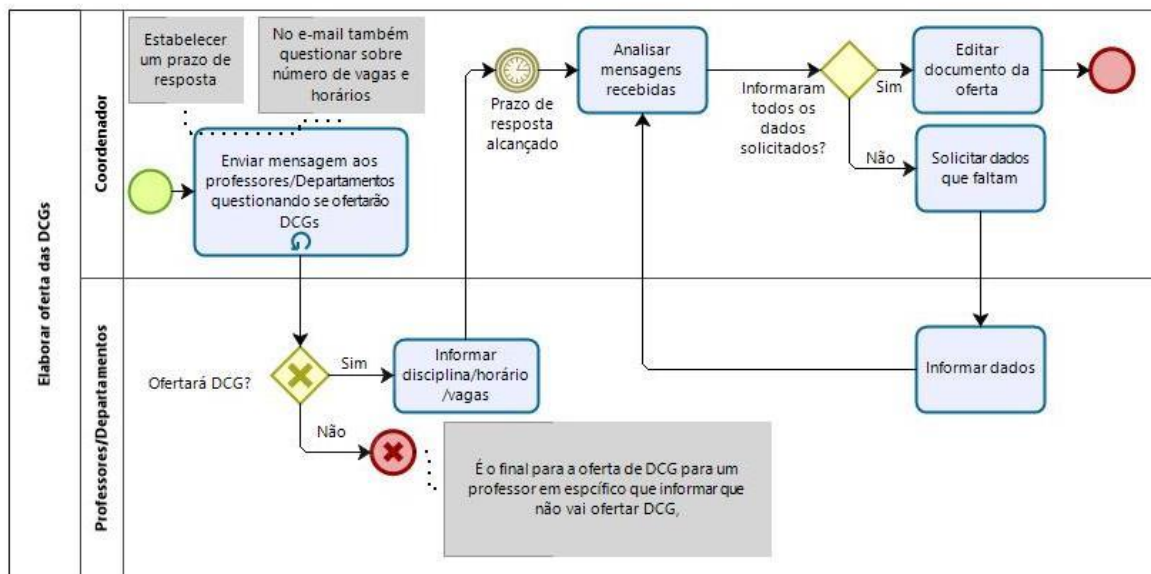 Elaborar oferta das DCGs
Coordenador
Estabelecer
um prazo de
resposta
No e-mail também
questionar sobre
número de vagas e
horários
Enviar mensagem aos
professores/Departamentos
questionando se ofertarão
DCGs
Prazo de
resposta
alcançado
Analisar
mensagens
recebidas
Informaram
todos os
dados
solicitados?
Sim
Editar
documento da
oferta
Não
Solicitar dados
que faltam
Professores/Departamentos
Ofertará DCG?
Sim
Informar
disciplina/horário
/vagas
Informar dados
Não
É o final para a oferta de DCG para um
professor em espcífico que informar que
não vai ofertar DCG,